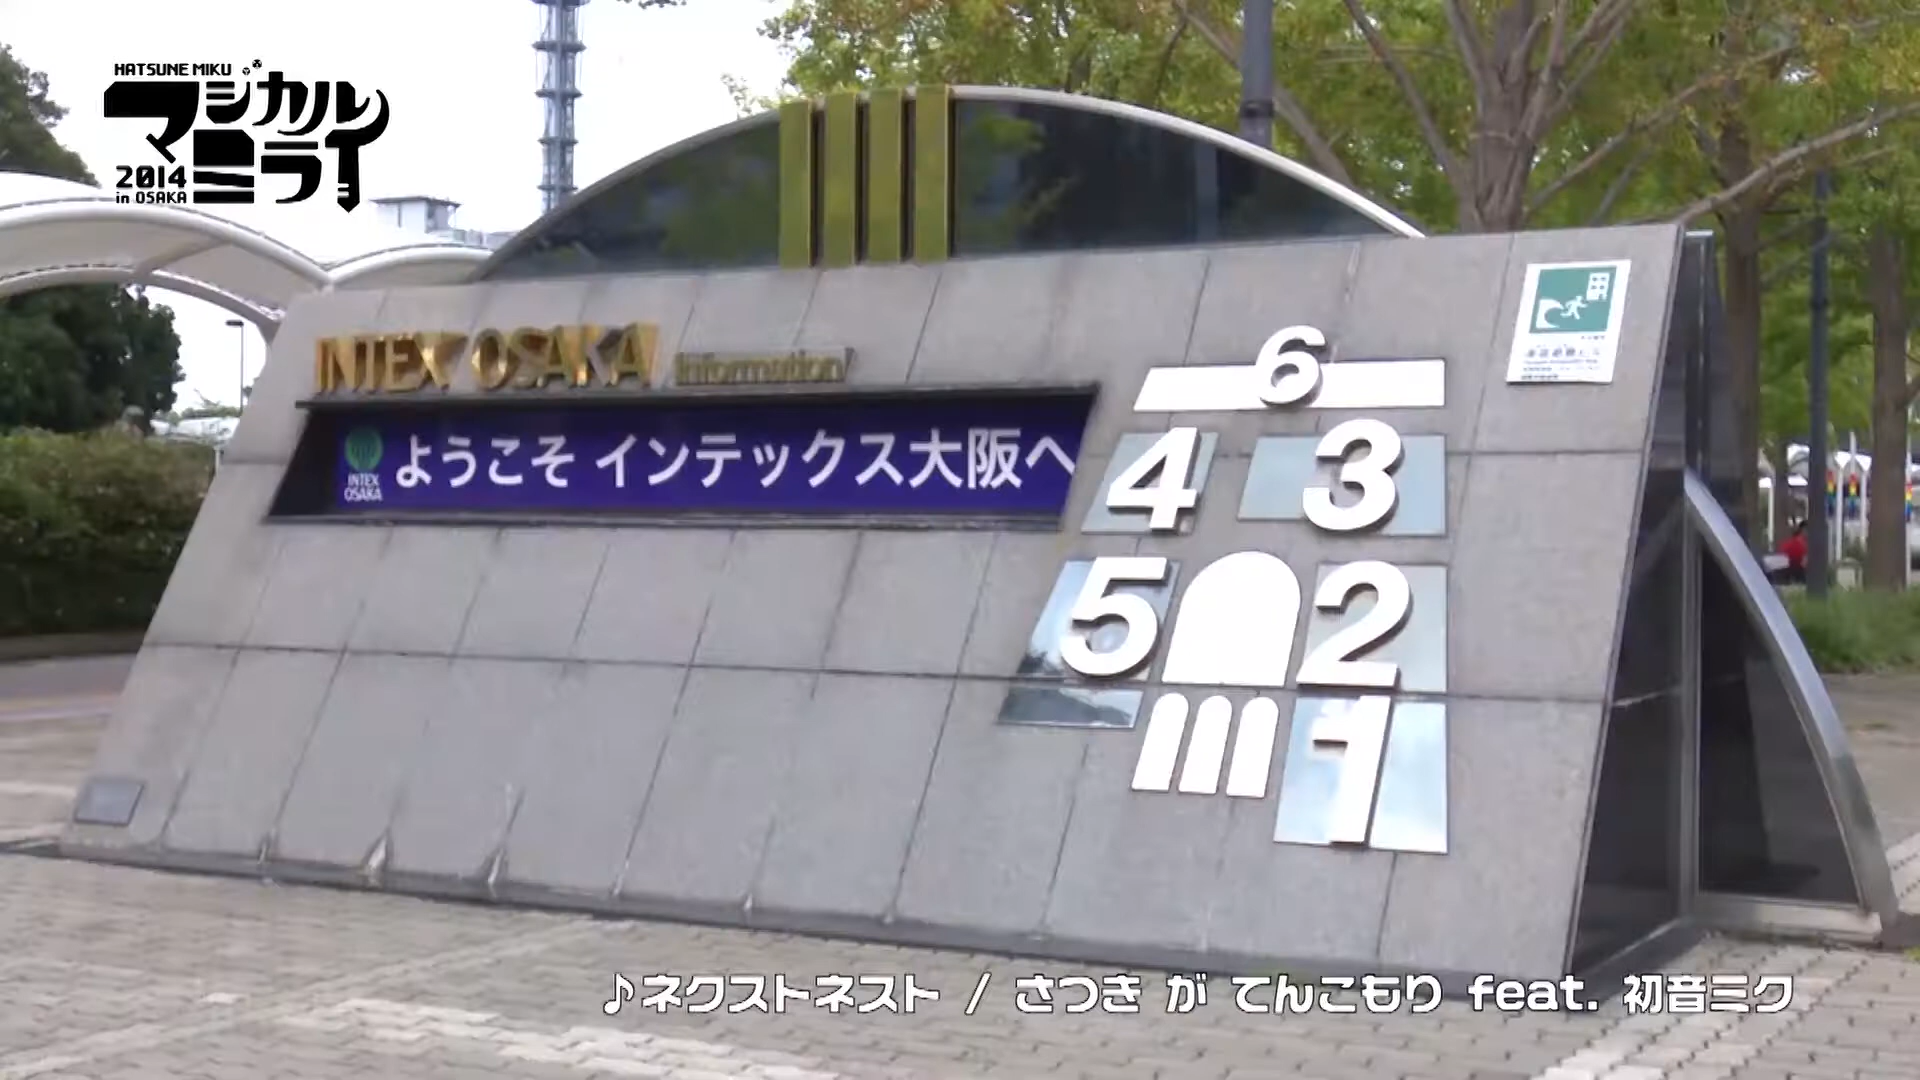 HATSUNE MIKU
マジカル
ミライ
2014
in OSAKA
INTEX OSAKA Information
ようこそ インテックス大阪へ
INTEX
OSAKA
6
4 3
5 2
1
♪ネクストネスト / さつき が てんこもり feat. 初音ミク